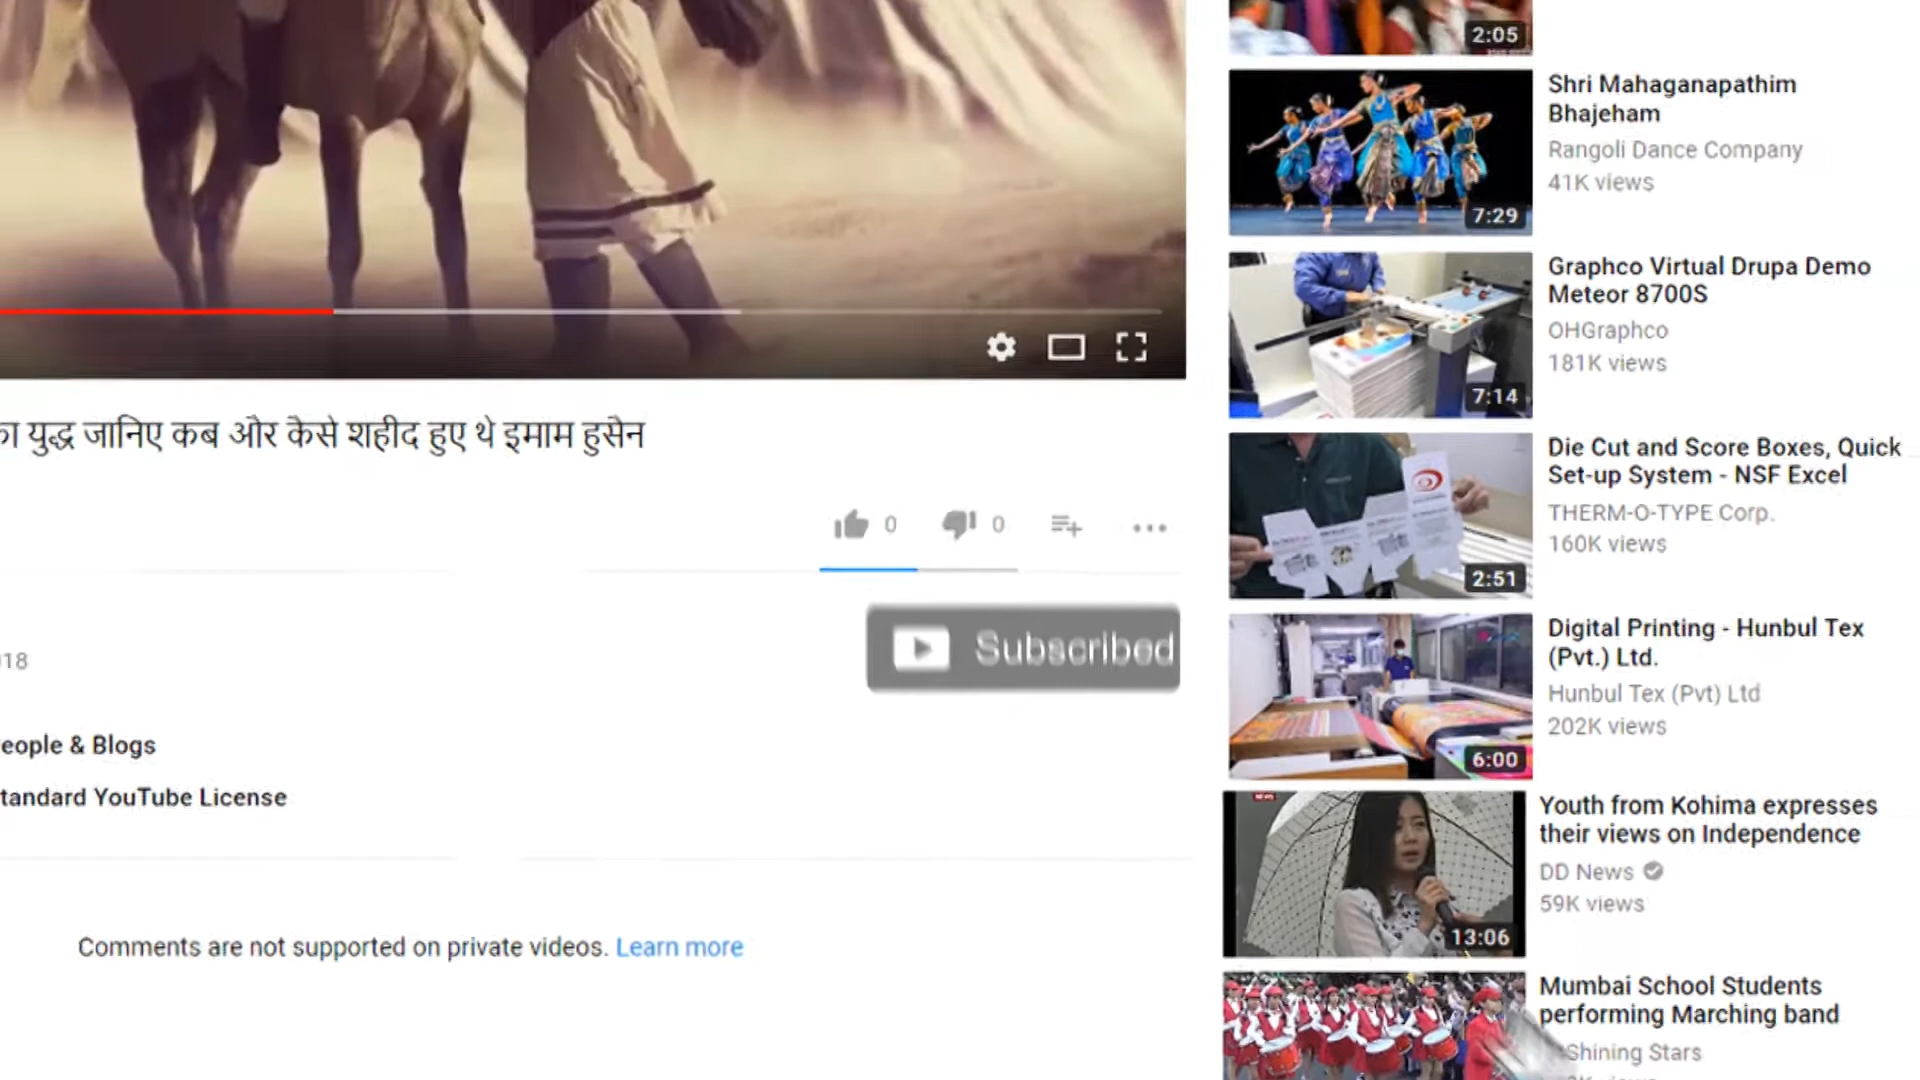 युद्ध जानिए कब और कैसे शहीद हुए थे इमाम हुसैन
0
0
Subscribed
18
eople & Blogs
tandard YouTube License
Comments are not supported on private videos. Learn more
2:05
Shri Mahaganapathim
Bhajeham
Rangoli Dance Company
41K views
7:29
Graphco Virtual Drupa Demo
Meteor 8700S
OHGraphco
181K views
7:14
Die Cut and Score Boxes, Quick
Set-up System - NSF Excel
THERM-O-TYPE Corp.
160K views
2:51
Digital Printing - Hunbul Tex
(Pvt.) Ltd.
Hunbul Tex (Pvt) Ltd
202K views
6:00
Youth from Kohima expresses
their views on Independence
DD News
59K views
13:06
NEWS
Mumbai School Students
performing Marching band
Shining Stars